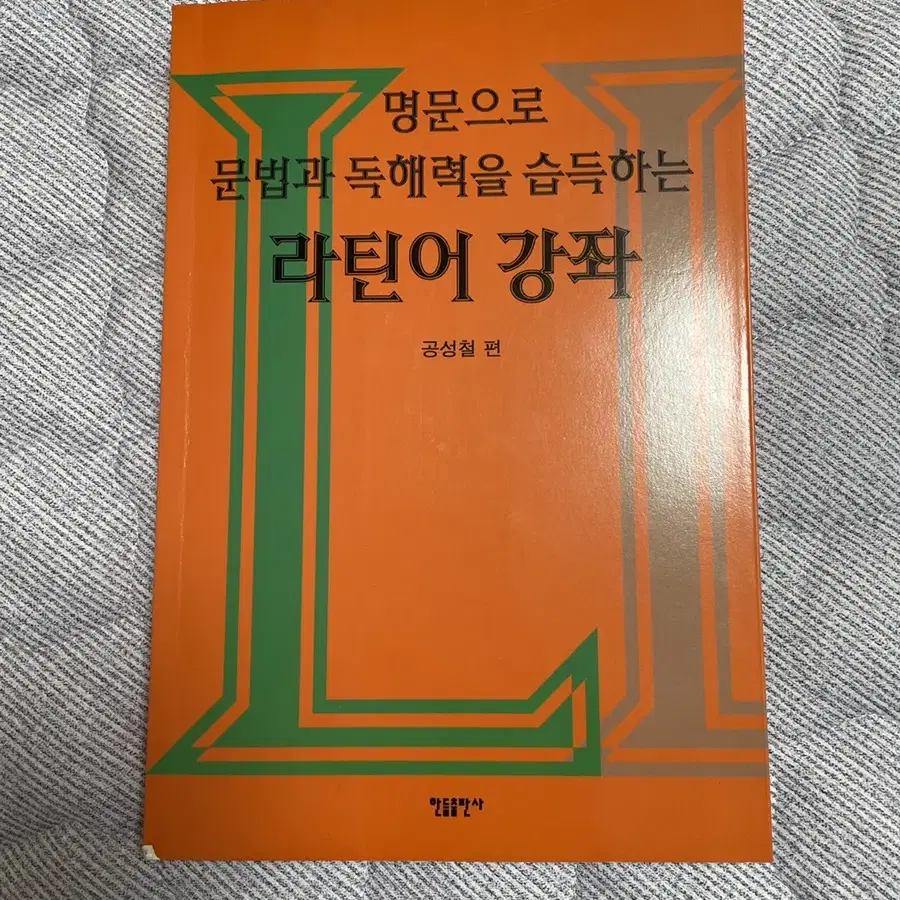 명문으로
문법과 독해력을 습득하는
라틴어 강좌
공성철 편
한들출판사